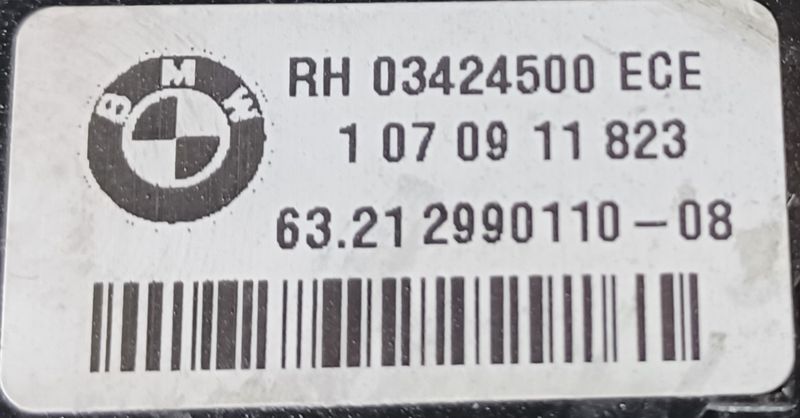 BMW
RH 03424500 ECE
1 07 09 11 823
63.21 2990110-08